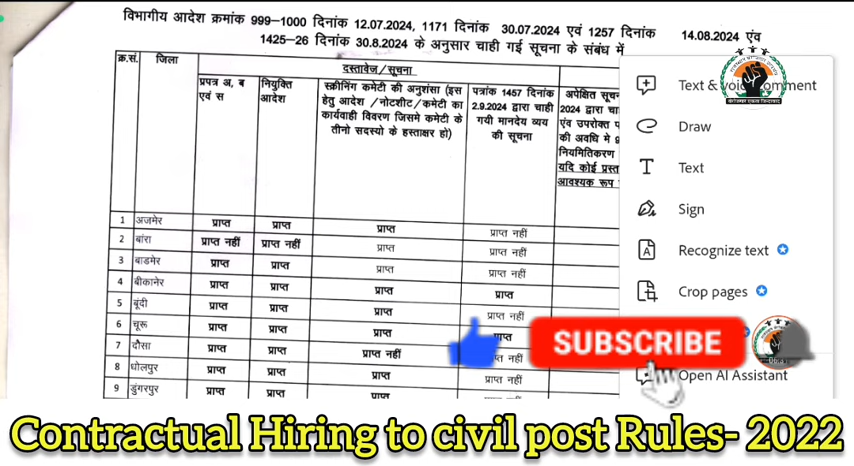 विभागीय आदेश क्रमांक 999-1000 दिनांक 12.07.2024, 1171 दिनांक 30.07.2024 एवं 1257 दिनांक 14.08.2024 एंव
1425-26 दिनांक 30.8.2024 के अनुसार चाही गई सूचना के संबंध में
क्र.सं. जिला दस्तावेज/सूचना
प्रपत्र अ, ब एवं स
नियुक्ति आदेश
स्क्रीनिंग कमेटी की अनुशंसा (इस
हेतु आदेश /नोटशीट/कमेटी का
कार्यवाही विवरण जिसमे कमेटी के
तीनो सदस्यो के हस्ताक्षर हो)
पत्रांक 1457 दिनांक
2.9.2024 द्वारा चाही
गयी मानदेय व्यय
की सूचना
अपेक्षित सूचन
2024 द्वारा चा
एंव उपरोक्त प
की अवधि मे 9
नियमितिकरण
यदि कोई प्रस्त
आवश्यक रूप
1 अजमेर प्राप्त प्राप्त प्राप्त प्राप्त नहीं
2 बांरा प्राप्त नहीं प्राप्त नहीं प्राप्त प्राप्त नहीं
3 बाडमेर प्राप्त प्राप्त प्राप्त प्राप्त नहीं
4 बीकानेर प्राप्त प्राप्त प्राप्त प्राप्त
5 बूंदी प्राप्त प्राप्त प्राप्त प्राप्त नहीं
6 चूरू प्राप्त प्राप्त प्राप्त
7 दौसा प्राप्त प्राप्त प्राप्त नहीं नहीं
8 धोलपुर प्राप्त प्राप्त प्राप्त प्राप्त नहीं
9 डुंगरपुर प्राप्त प्राप्त प्राप्त
Text & voice comment
Draw
Text
Sign
Recognize text
Crop pages
Open AI Assistant
SUBSCRIBE
Contractual Hiring to civil post Rules- 2022